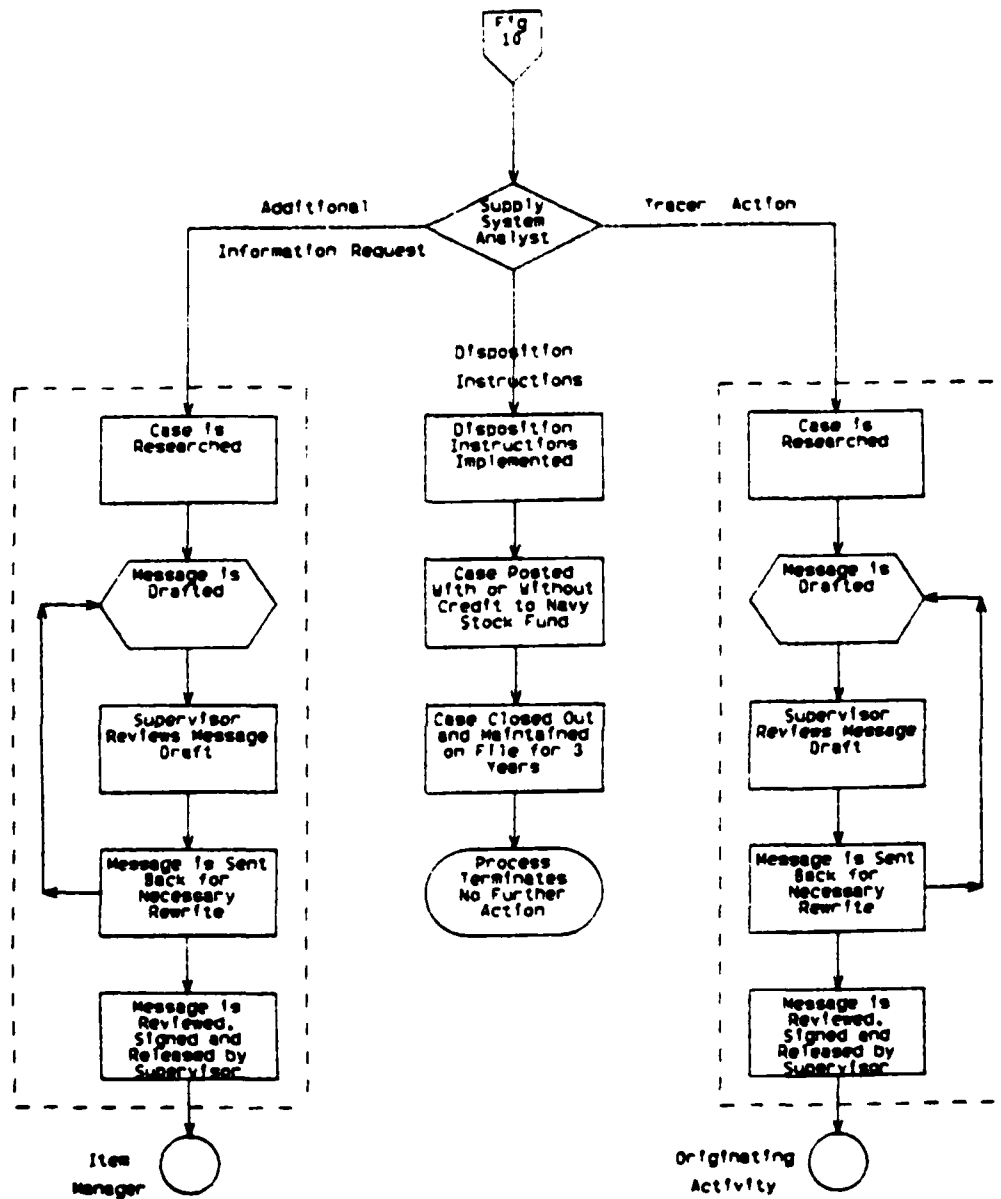 Fig
10
Supply
System
Analyst
Additional
Information Request
Tracer Action
Disposition
Instructions
Case is
Researched
Message is
Drafted
Supervisor
Reviews Message
Draft
Message is Sent
Back for
Necessary
Rewrite
Message is
Reviewed,
Signed and
Released by
Supervisor
Item
Manager
Disposition
Instructions
Implemented
Case Posted
With or Without
Credit to Navy
Stock Fund
Case Closed Out
and Maintained
on File for 3
Years
Process
Terminates
No Further
Action
Case is
Researched
Message is
Drafted
Supervisor
Reviews Message
Draft
Message is Sent
Back for
Necessary
Rewrite
Message is
Reviewed,
Signed and
Released by
Supervisor
Originating
Activity